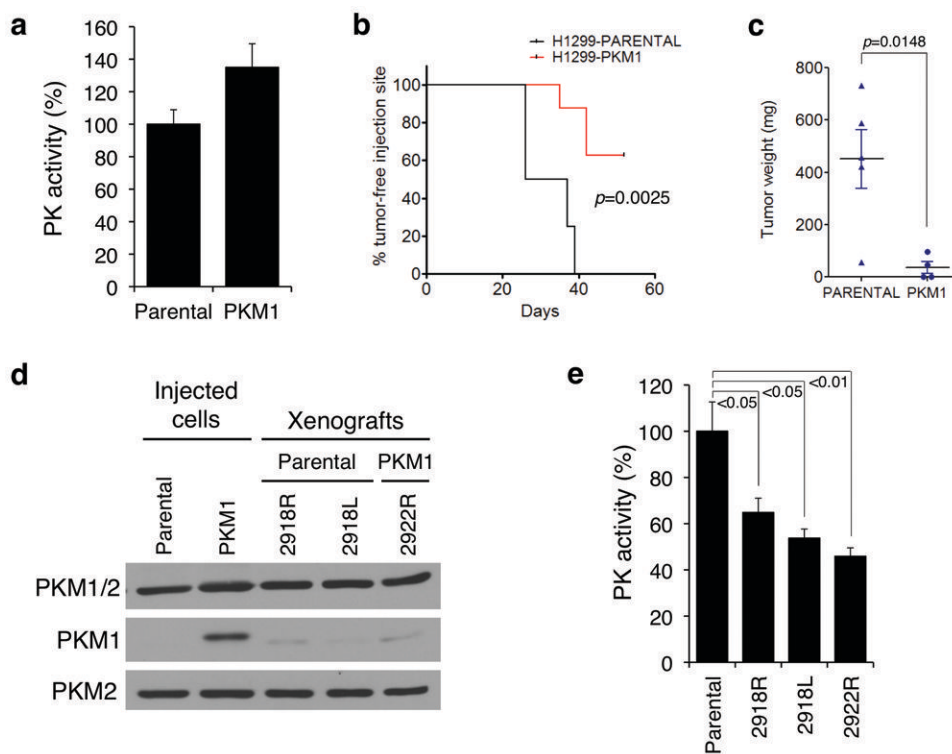 a
PK activity (%)
160
140
120
100
80
60
40
20
0
Parental PKM1
b
H1299-PARENTAL
H1299-PKM1
% tumor-free injection site
100
80
60
40
20
0
p=0.0025
0 20 40 60
Days
c
p=0.0148
Tumor weight (mg)
800
600
400
200
0
PARENTAL PKM1
d
Injected
cells
Xenografts
Parental PKM1
Parental PKM1 2918R 2918L 2922R
PKM1/2
PKM1
PKM2
e
PK activity (%)
120
100
80
60
40
20
0
<0.05 <0.05 <0.01
Parental 2918R 2918L 2922R